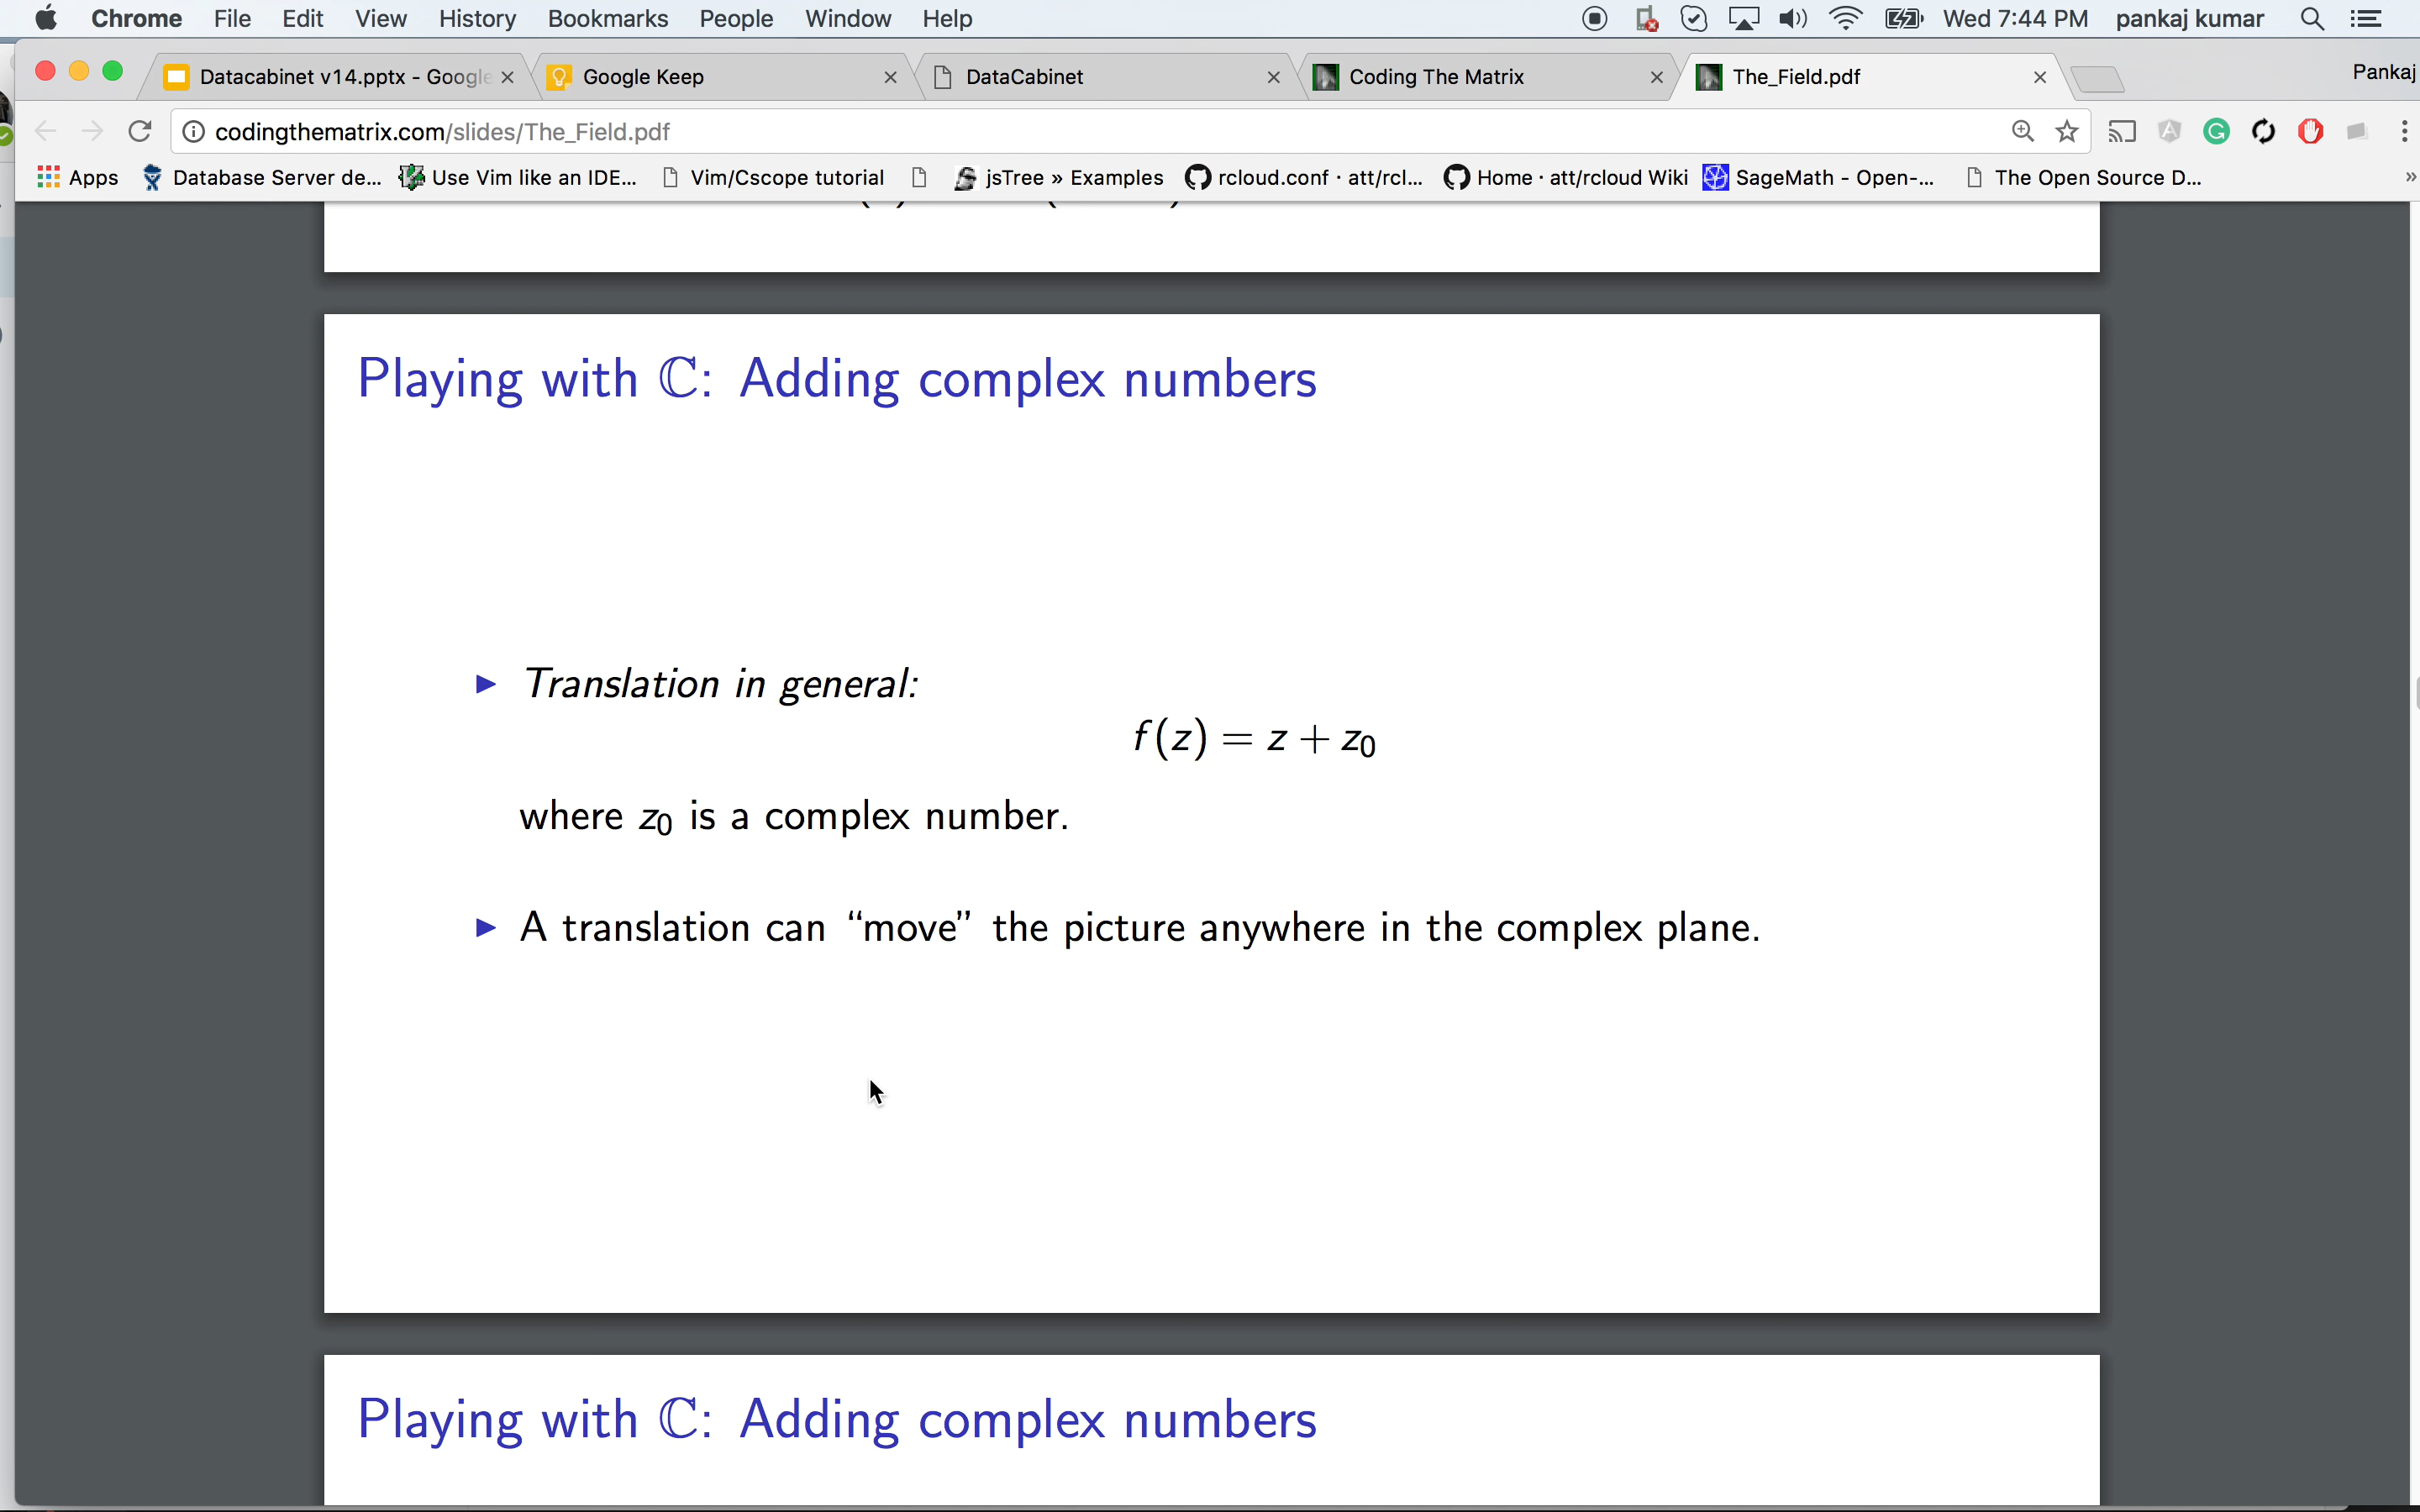 Chrome File Edit View History Bookmarks People Window Help Wed 7:44 PM pankaj kumar
Datacabinet v14.pptx - Google Google Keep DataCabinet Coding The Matrix The_Field.pdf Pankaj
codingthematrix.com/slides/The_Field.pdf
Apps Database Server de... Use Vim like an IDE... Vim/Cscope tutorial jsTree » Examples rcloud.conf · att/rcl... Home · att/rcloud Wiki SageMath - Open-... The Open Source D... »
Playing with ℂ: Adding complex numbers
▶ Translation in general:
f(z) = z + z₀
where z₀ is a complex number.
▶ A translation can “move” the picture anywhere in the complex plane.
Playing with ℂ: Adding complex numbers